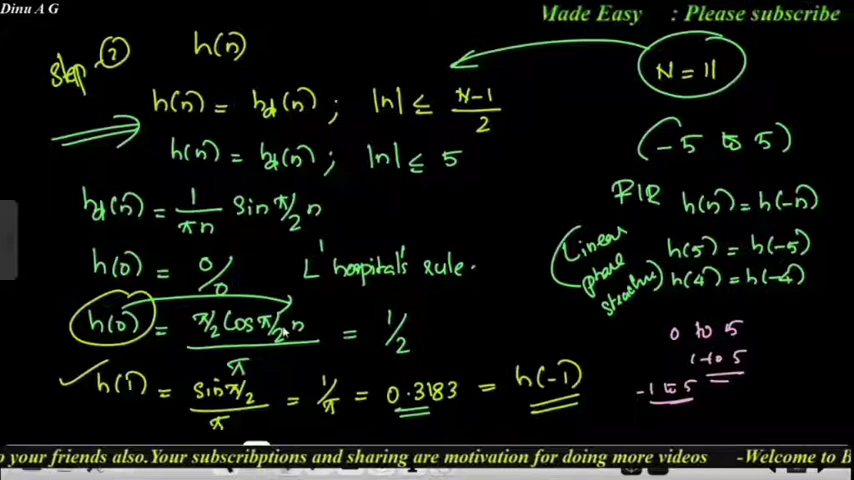 Dinu A G
Made Easy : Please subscribe
Step ② h(n)
N = 11
h(n) = hd(n) ; |n| ≤ N-1/2
h(n) = hd(n) ; |n| ≤ 5
(-5 to 5)
hd(n) = 1/πn Sin π/2 n
FIR h(n) = h(-n)
(Linear phase structure)
h(5) = h(-5)
h(4) = h(-4)
h(0) = 0/0 L'hospital's rule.
h(0) = π/2 Cos π/2 n / π = 1/2
0 to 5
1 to 5
-1 to 5
✓ h(1) = Sin π/2 / π = 1/π = 0.3183 = h(-1)
o your friends also.Your subscribptions and sharing are motivation for doing more videos -Welcome to B